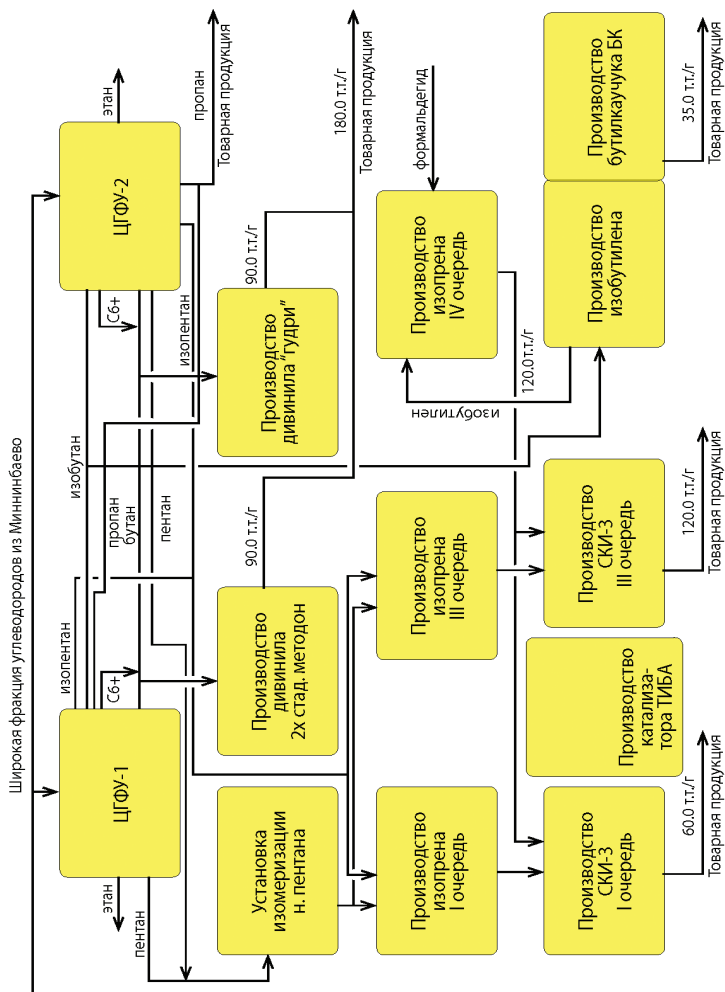 Широкая фракция углеводородов из Миннинбаево
ЦГФУ-1
ЦГФУ-2
этан
этан
пентан
изопентан
С6+
изобутан
пропан
бутан
пентан
С6+
изопентан
пропан
Товарная продукция
Установка
изомеризации
н. пентана
Производство
дивинила
2х стад. методон
90.0 т.т./г
Производство
дивинила “гудри”
90.0 т.т./г
180.0 т.т./г
Товарная продукция
Производство
изопрена
I очередь
Производство
изопрена
III очередь
Производство
изопрена
IV очередь
формальдегид
изобутилен
120.0т.т./г
Производство
СКИ-3
I очередь
60.0 т.т./г
Товарная продукция
Производство
катализа-
тора ТИБА
Производство
СКИ-3
III очередь
120.0 т.т./г
Товарная продукция
Производство
изобутилена
Производство
бутилкаучука БК
35.0 т.т./г
Товарная продукция